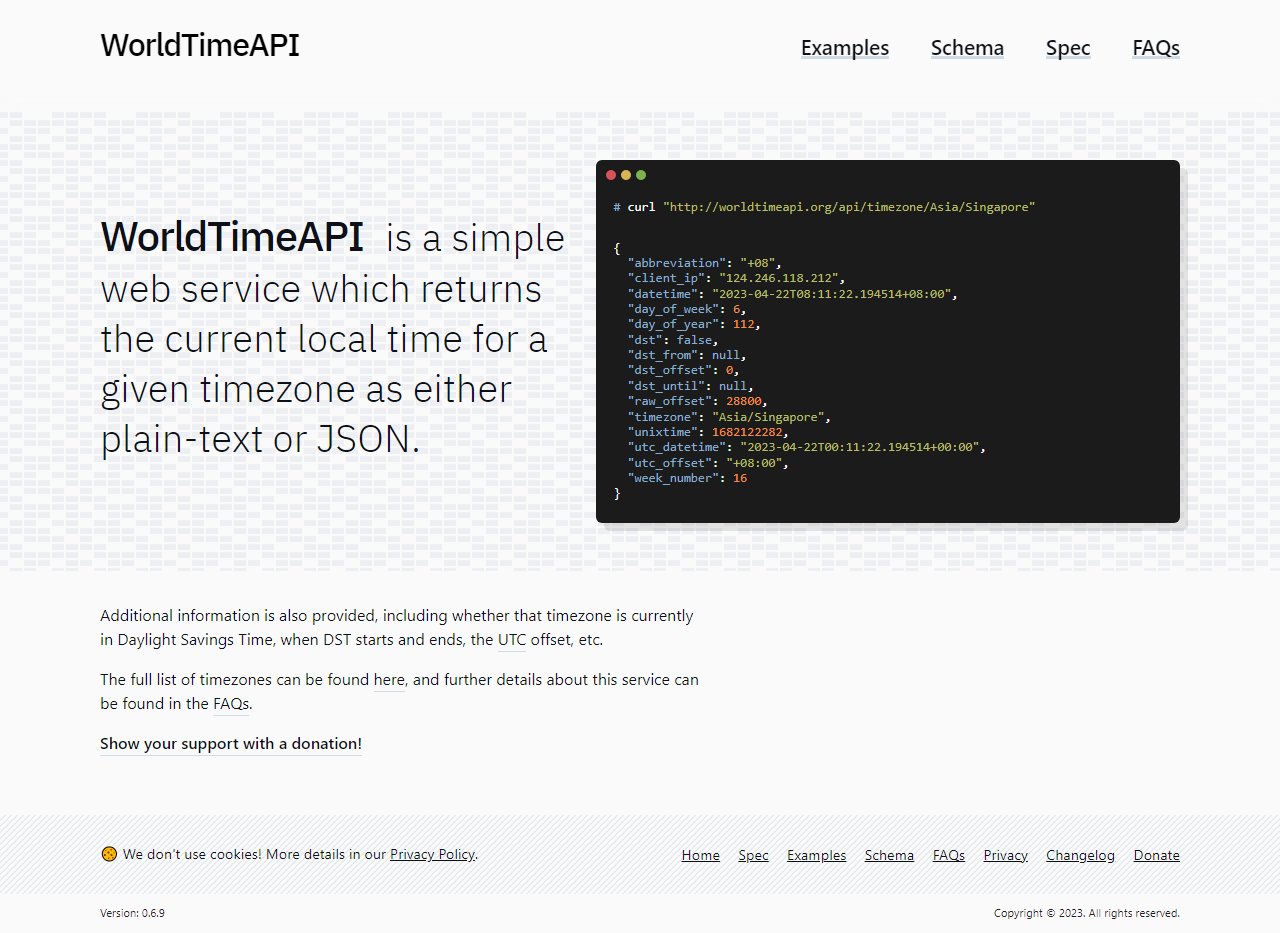 WorldTimeAPI
Examples Schema Spec FAQs
WorldTimeAPI is a simple
web service which returns
the current local time for a
given timezone as either
plain-text or JSON.
# curl "http://worldtimeapi.org/api/timezone/Asia/Singapore"
{
"abbreviation": "+08",
"client_ip": "124.246.118.212",
"datetime": "2023-04-22T08:11:22.194514+08:00",
"day_of_week": 6,
"day_of_year": 112,
"dst": false,
"dst_from": null,
"dst_offset": 0,
"dst_until": null,
"raw_offset": 28800,
"timezone": "Asia/Singapore",
"unixtime": 1682122282,
"utc_datetime": "2023-04-22T00:11:22.194514+00:00",
"utc_offset": "+08:00",
"week_number": 16
}
Additional information is also provided, including whether that timezone is currently
in Daylight Savings Time, when DST starts and ends, the UTC offset, etc.
The full list of timezones can be found here, and further details about this service can
be found in the FAQs.
Show your support with a donation!
We don't use cookies! More details in our Privacy Policy.
Home Spec Examples Schema FAQs Privacy Changelog Donate
Version: 0.6.9
Copyright © 2023. All rights reserved.